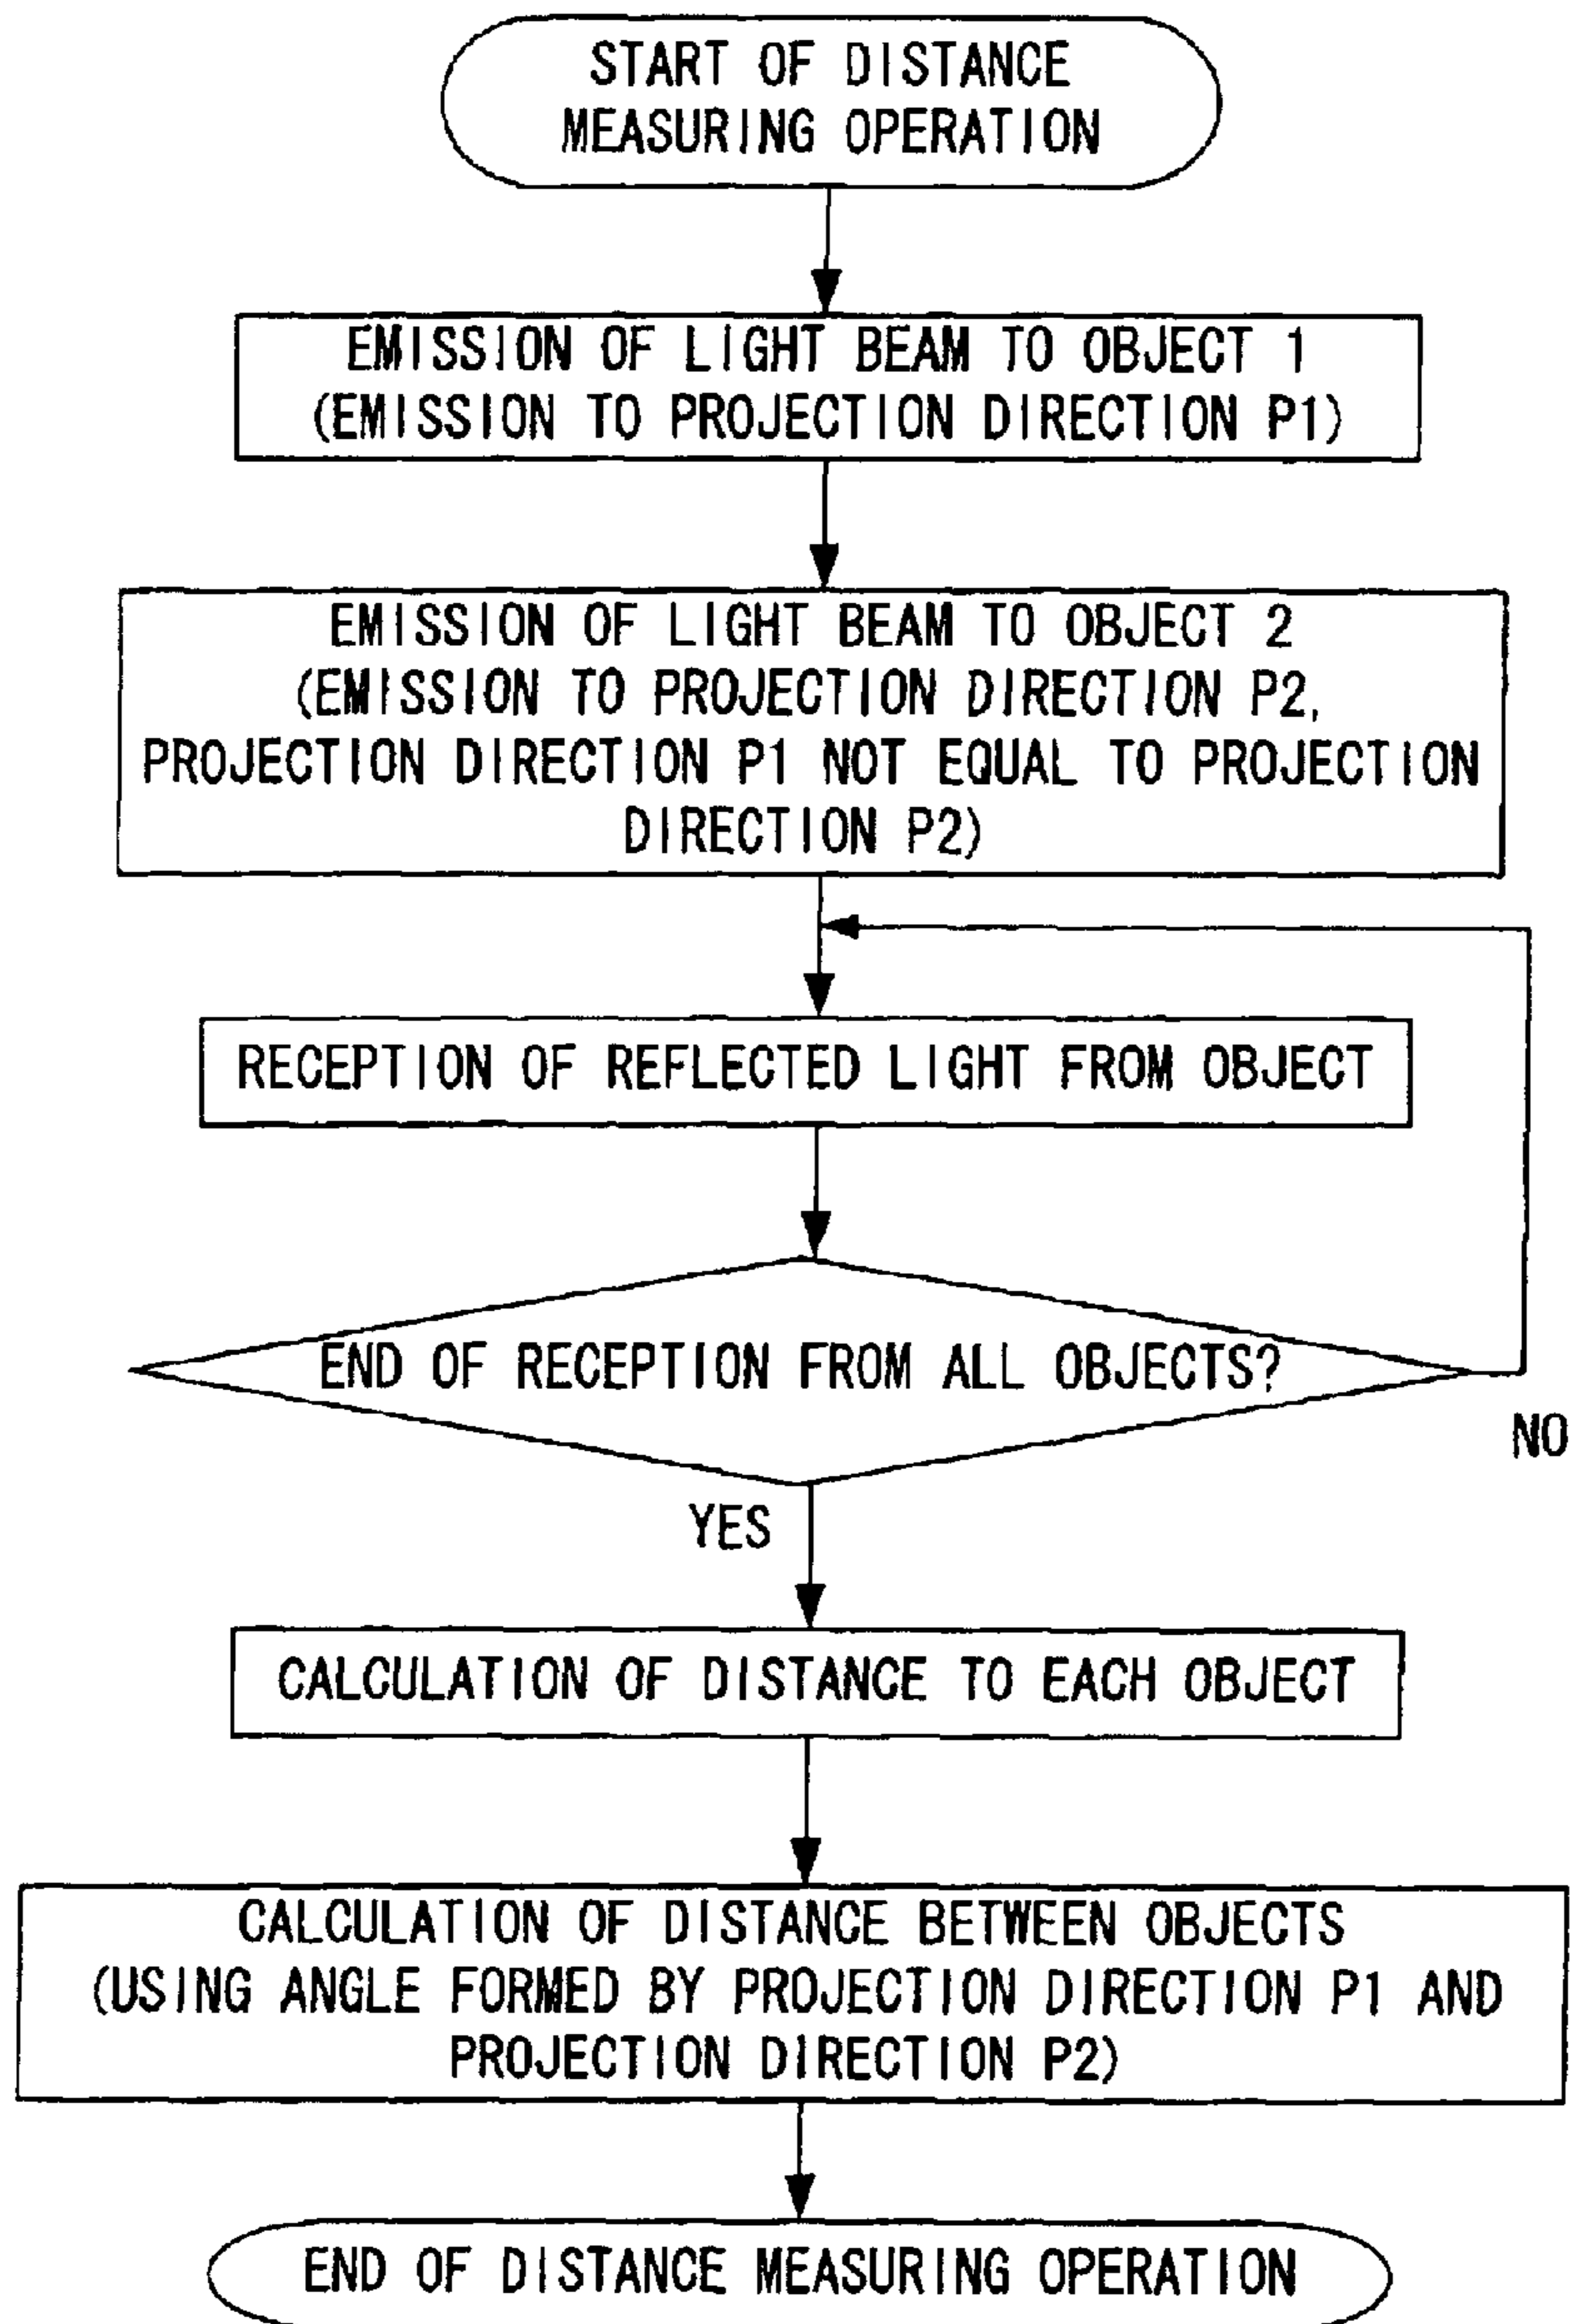 START OF DISTANCE
MEASURING OPERATION
EMISSION OF LIGHT BEAM TO OBJECT 1
(EMISSION TO PROJECTION DIRECTION P1)
EMISSION OF LIGHT BEAM TO OBJECT 2
(EMISSION TO PROJECTION DIRECTION P2,
PROJECTION DIRECTION P1 NOT EQUAL TO PROJECTION
DIRECTION P2)
RECEPTION OF REFLECTED LIGHT FROM OBJECT
END OF RECEPTION FROM ALL OBJECTS?
NO
YES
CALCULATION OF DISTANCE TO EACH OBJECT
CALCULATION OF DISTANCE BETWEEN OBJECTS
(USING ANGLE FORMED BY PROJECTION DIRECTION P1 AND
PROJECTION DIRECTION P2)
END OF DISTANCE MEASURING OPERATION